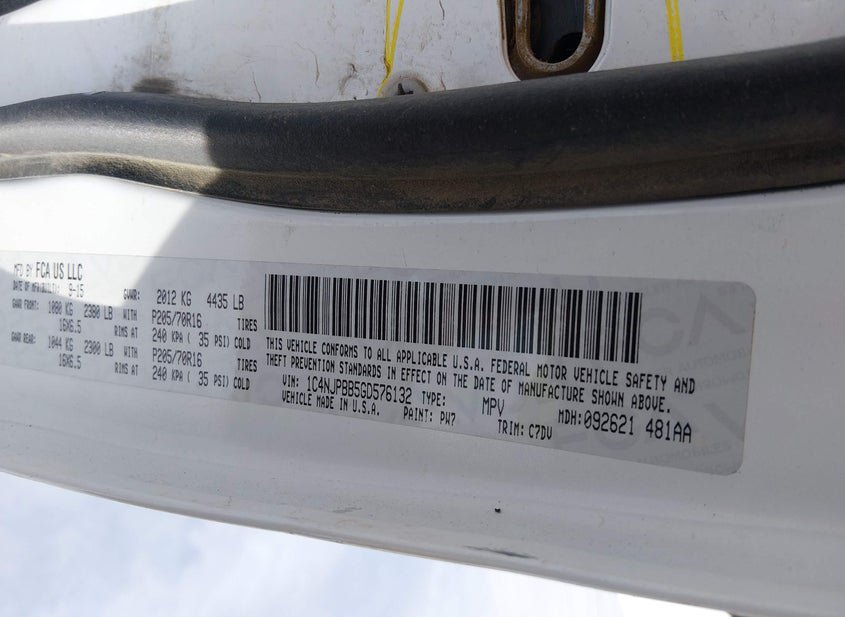 MFD BY FCA US LLC
DATE OF MFR/BUILT: 9-15 GVWR: 2012 KG 4435 LB
GAWR FRONT: 1080 KG 2380 LB WITH P205/70R16 TIRES
16X6.5 RIMS AT 240 KPA ( 35 PSI) COLD
GAWR REAR: 1044 KG 2300 LB WITH P205/70R16 TIRES
16X6.5 RIMS AT 240 KPA ( 35 PSI) COLD
THIS VEHICLE CONFORMS TO ALL APPLICABLE U.S.A. FEDERAL MOTOR VEHICLE SAFETY AND
THEFT PREVENTION STANDARDS IN EFFECT ON THE DATE OF MANUFACTURE SHOWN ABOVE.
VIN: 1C4NJPBB5GD576132 TYPE: MPV MDH: 092621 481AA
VEHICLE MADE IN U.S.A. PAINT: PW7 TRIM: C7DV